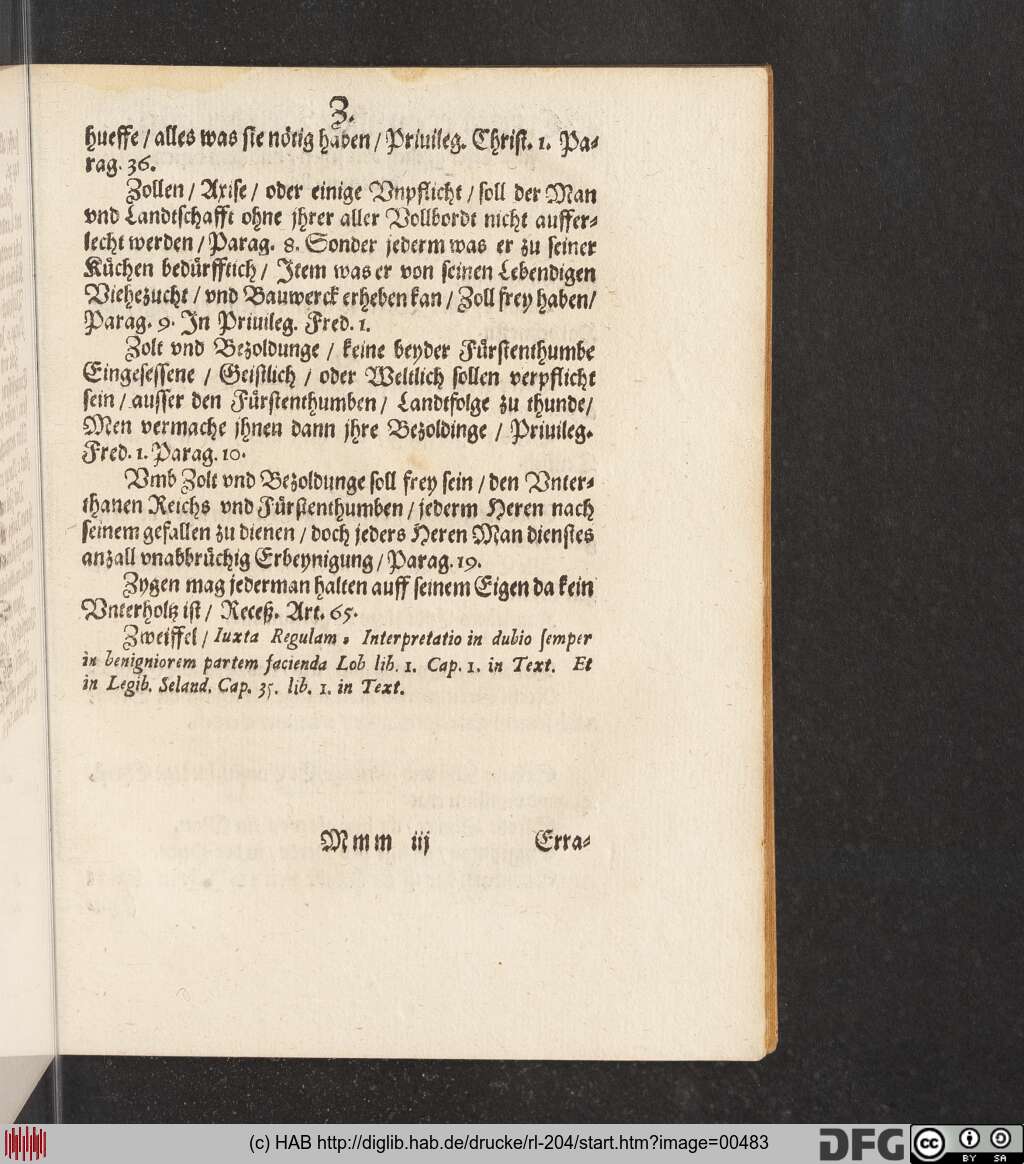 Z.
hueffe / alles was sie nötig haben / Priuileg. Christ. 1. Pa-
rag. 36.
Zollen / Axise / oder einige Vnpflicht / soll der Man
vnd Landtschafft ohne jhrer aller Vollbordt nicht auffer-
lecht werden / Parag. 8. Sonder jederm was er zu seiner
Küchen bedürfftich / Item was er von seinen Lebendigen
Viehezucht / vnd Bauwerck erheben kan / Zoll frey haben /
Parag. 9. In Priuileg. Fred. 1.
Zolt vnd Bezoldunge / keine beyder Fürstenthumbe
Eingesessene / Geistlich / oder Weltlich sollen verpflicht
sein / ausser den Fürstenthumben / Landtfolge zu thunde /
Men vermache jhnen dann jhre Bezoldinge / Priuileg.
Fred. 1. Parag. 10.
Vmb Zolt vnd Bezoldunge soll frey sein / den Vnter-
thanen Reichs vnd Fürstenthumben / jederm Heren nach
seinem gefallen zu dienen / doch jeders Heren Man dienstes
anzall vnabbrüchig Erbeynigung / Parag. 19.
Zygen mag jederman halten auff seinem Eigen da kein
Vnterholtz ist / Receß. Art. 65.
Zweiffel / Iuxta Regulam. Interpretatio in dubio semper
in benigniorem partem facienda Lob lib. 1. Cap. 1. in Text. Et
in Legib. Seland. Cap. 35. lib. 1. in Text.
Mmm iij Erra-
(c) HAB http://diglib.hab.de/drucke/rl-204/start.htm?image=00483
DFG cc BY SA